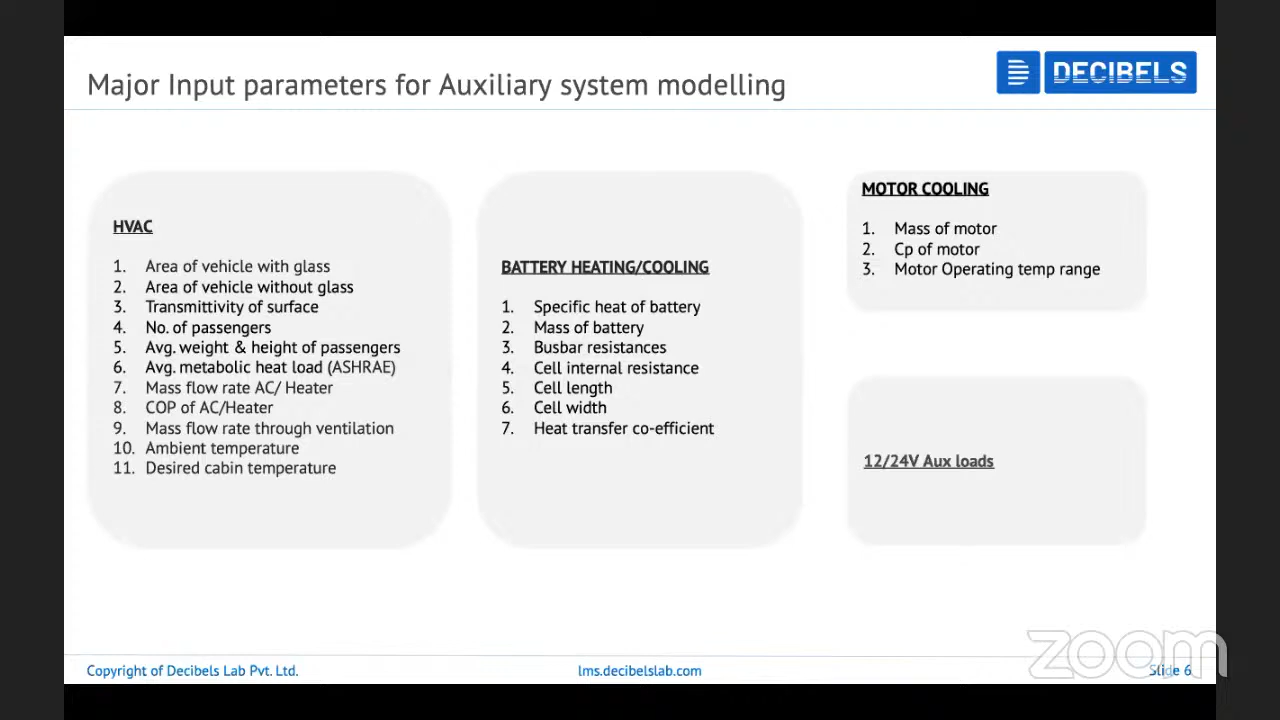 Major Input parameters for Auxiliary system modelling
DECIBELS
HVAC
1. Area of vehicle with glass
2. Area of vehicle without glass
3. Transmittivity of surface
4. No. of passengers
5. Avg. weight & height of passengers
6. Avg. metabolic heat load (ASHRAE)
7. Mass flow rate AC/ Heater
8. COP of AC/Heater
9. Mass flow rate through ventilation
10. Ambient temperature
11. Desired cabin temperature
BATTERY HEATING/COOLING
1. Specific heat of battery
2. Mass of battery
3. Busbar resistances
4. Cell internal resistance
5. Cell length
6. Cell width
7. Heat transfer co-efficient
MOTOR COOLING
1. Mass of motor
2. Cp of motor
3. Motor Operating temp range
12/24V Aux loads
Copyright of Decibels Lab Pvt. Ltd.
lms.decibelslab.com
Slide 6
zoom